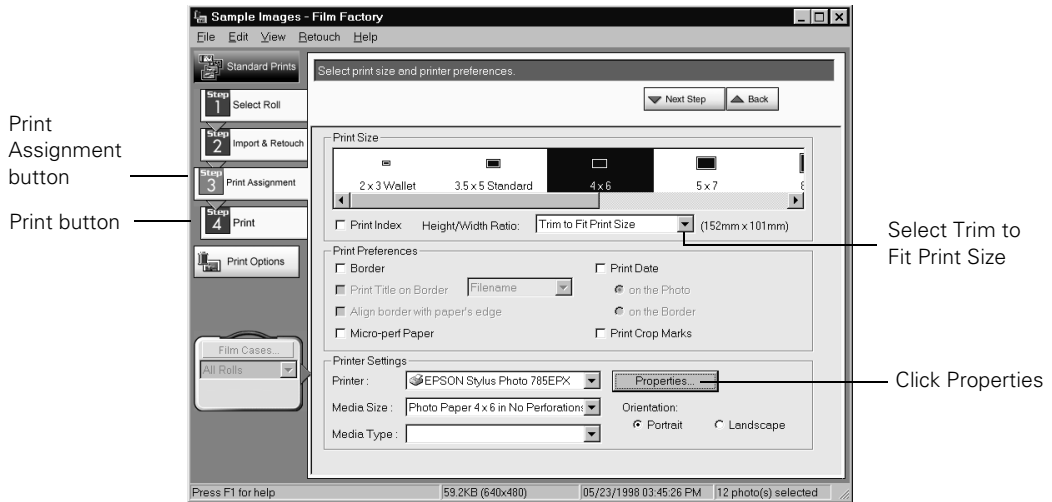 Sample Images - Film Factory
File Edit View Retouch Help
Standard Prints
Select print size and printer preferences.
Step 1 Select Roll
Next Step Back
Step 2 Import & Retouch
Print Assignment button
Step 3 Print Assignment
Print button
Step 4 Print
Print Options
Film Cases...
All Rolls
Print Size
2 x 3 Wallet 3.5 x 5 Standard 4 x 6 5 x 7
Print Index Height/Width Ratio: Trim to Fit Print Size (152mm x 101mm)
Select Trim to
Fit Print Size
Print Preferences
Border Print Date
Print Title on Border Filename on the Photo
Align border with paper's edge on the Border
Micro-perf Paper Print Crop Marks
Printer Settings
Printer : EPSON Stylus Photo 785EPX Properties...
Click Properties
Media Size : Photo Paper 4 x 6 in No Perforations Orientation:
Portrait Landscape
Media Type :
Press F1 for help 59.2KB (640x480) 05/23/1998 03:45:26 PM 12 photo(s) selected